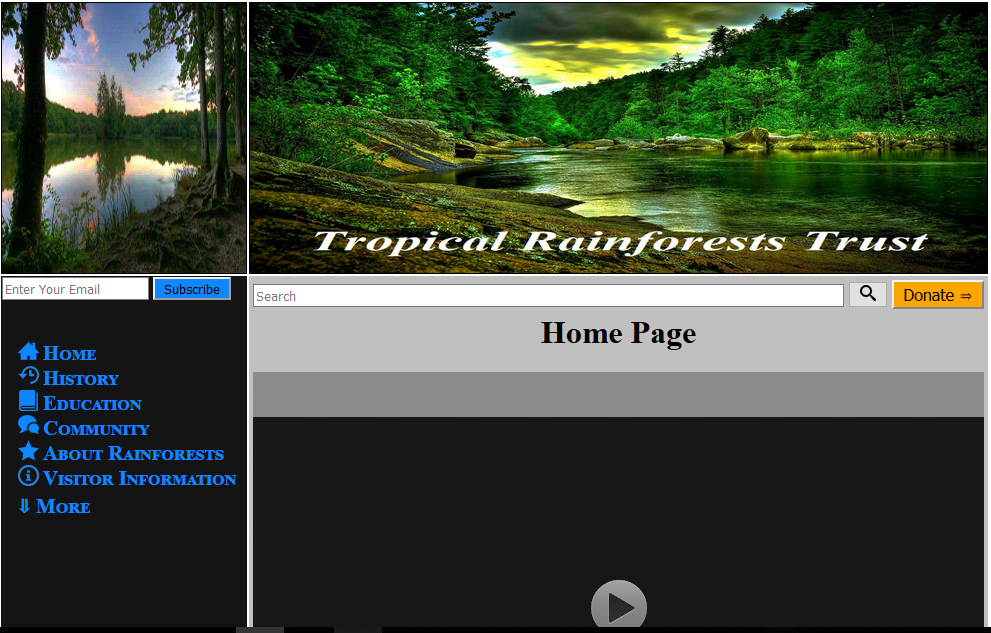 Tropical Rainforests Trust
Enter Your Email
Subscribe
Search
Donate ⇒
Home Page
Home
History
Education
Community
About Rainforests
Visitor Information
⇓ More